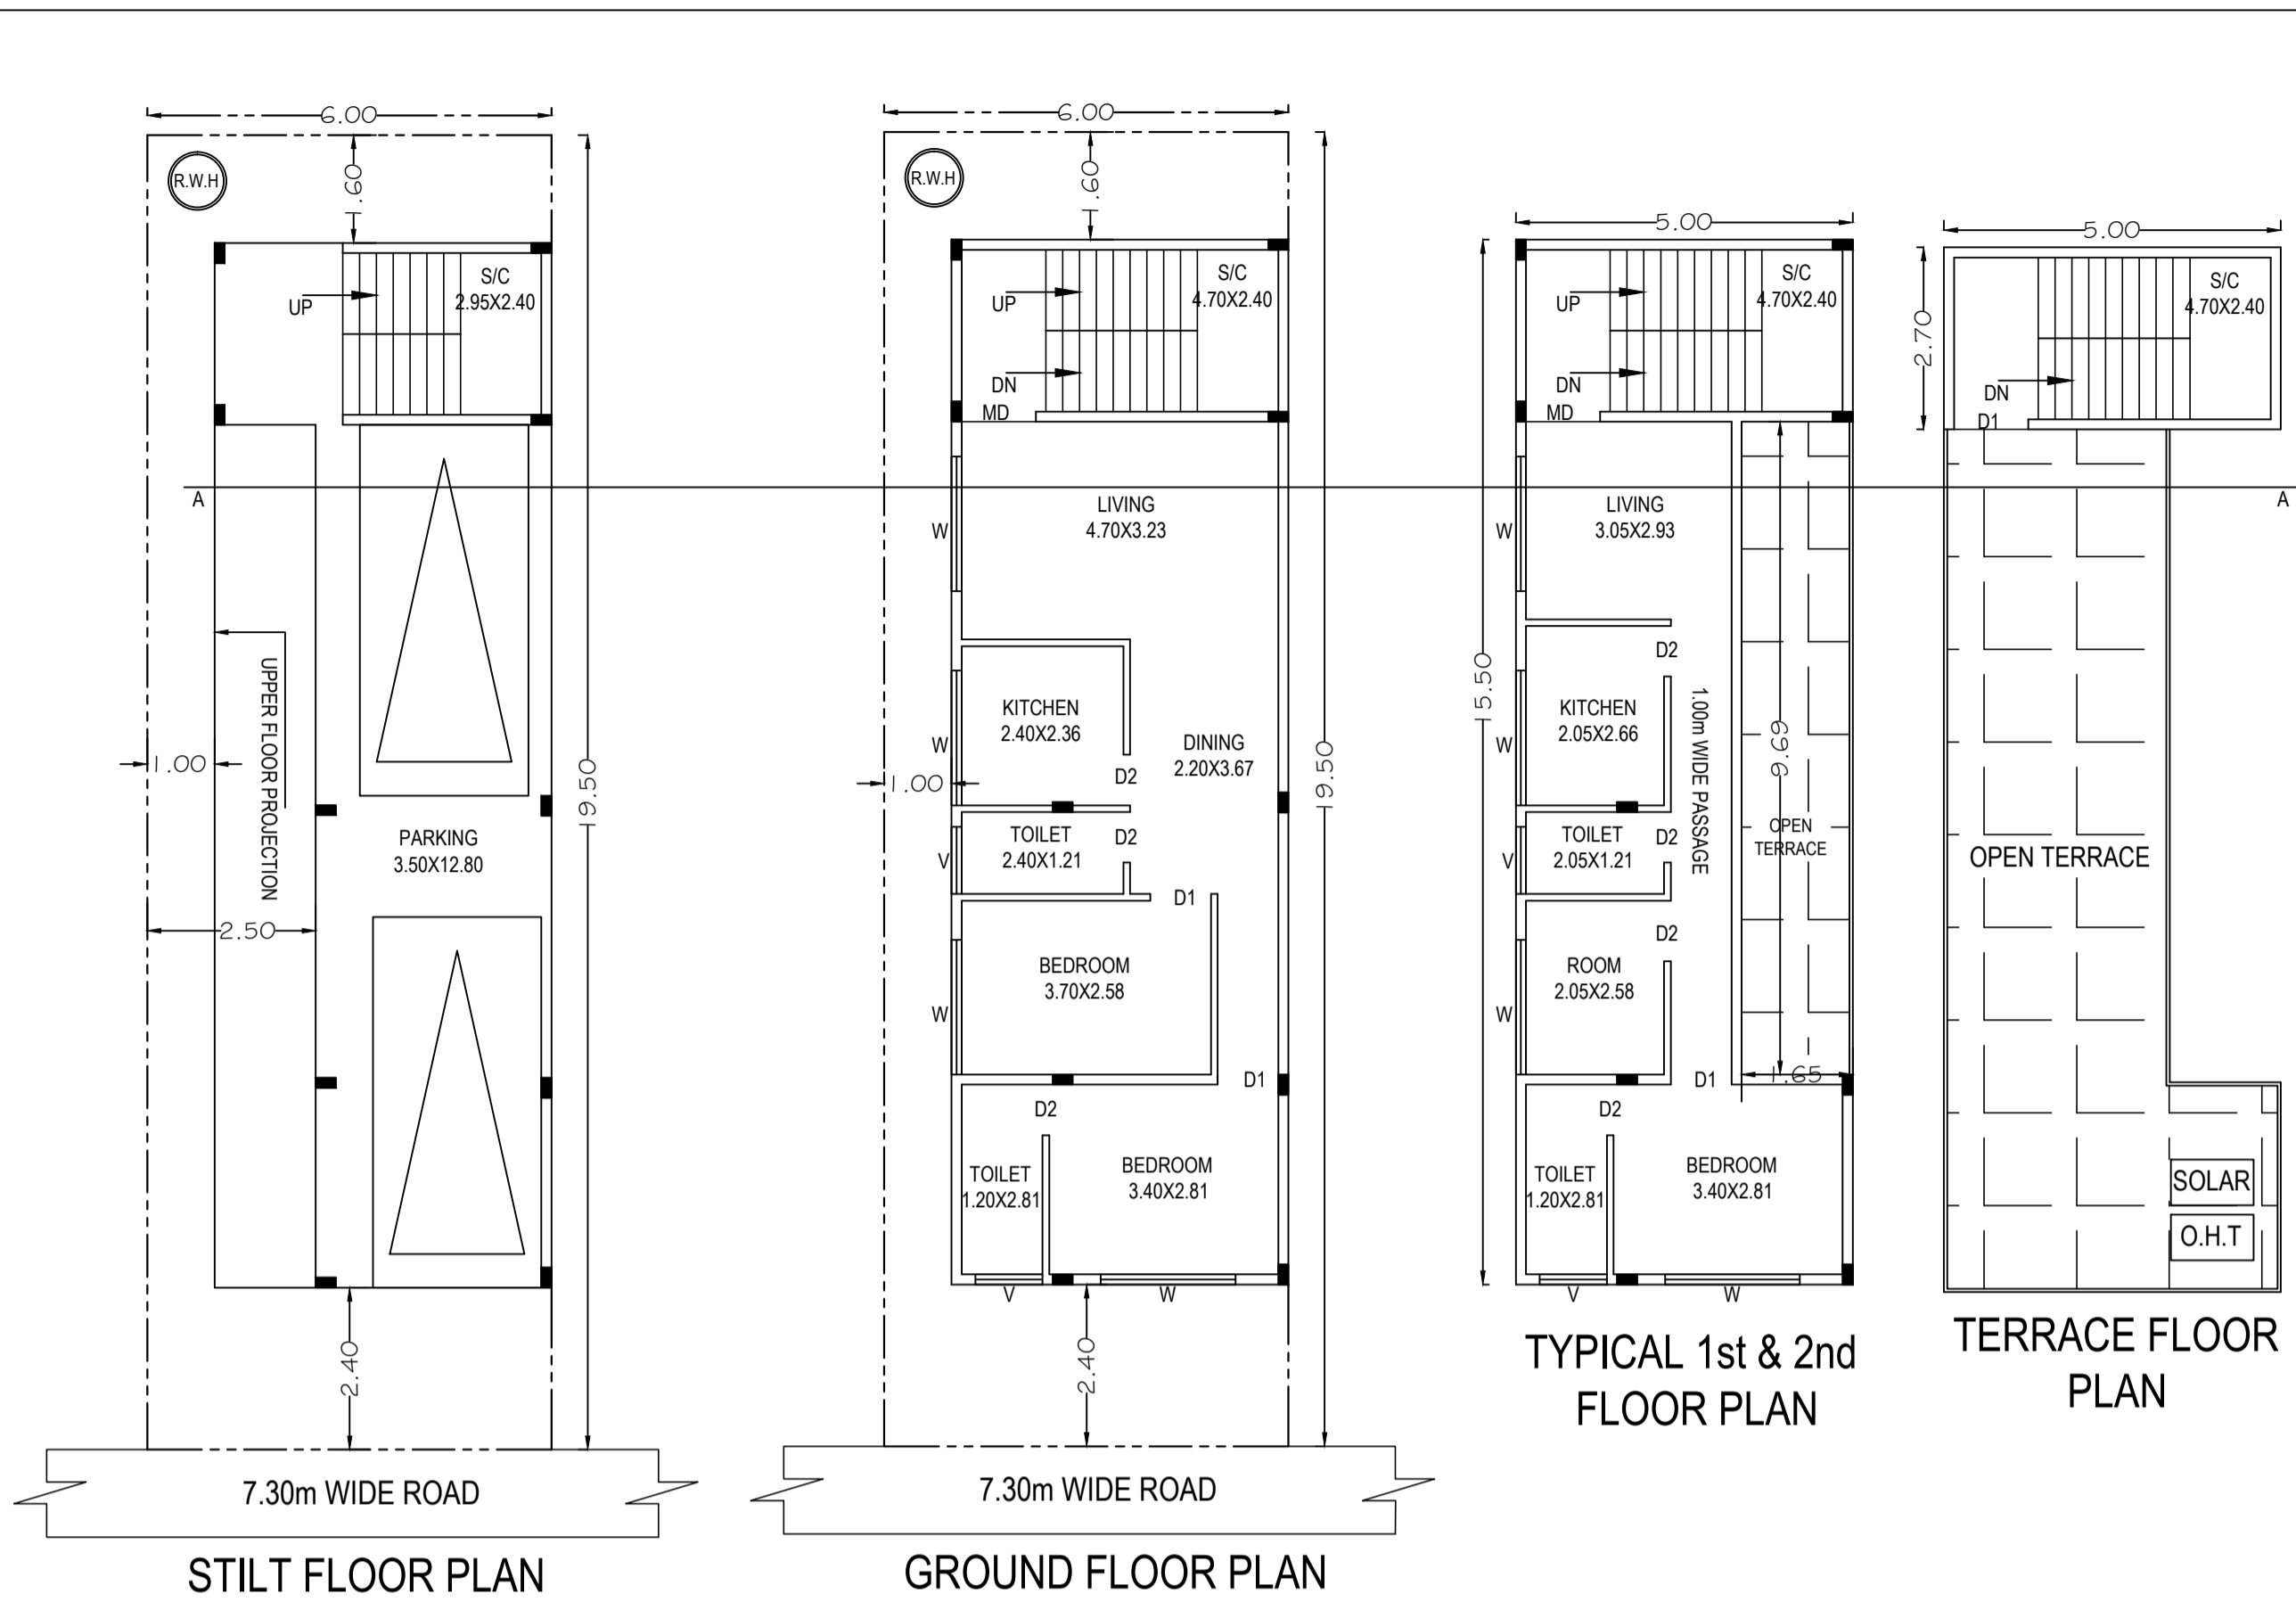 6.00
R.W.H
1.60
S/C
2.95X2.40
UP
A
UPPER FLOOR PROJECTION
1.00
19.50
PARKING
3.50X12.80
2.50
2.40
7.30m WIDE ROAD
STILT FLOOR PLAN
6.00
R.W.H
1.60
S/C
4.70X2.40
UP
DN
MD
LIVING
4.70X3.23
W
KITCHEN
2.40X2.36
W
DINING
2.20X3.67
D2
1.00
19.50
TOILET
2.40X1.21
D2
V
D1
BEDROOM
3.70X2.58
W
D1
D2
TOILET
1.20X2.81
BEDROOM
3.40X2.81
V
W
2.40
7.30m WIDE ROAD
GROUND FLOOR PLAN
5.00
S/C
4.70X2.40
UP
DN
MD
LIVING
3.05X2.93
W
D2
15.50
KITCHEN
2.05X2.66
W
1.00m WIDE PASSAGE
9.69
TOILET
2.05X1.21
D2
V
OPEN
TERRACE
D2
ROOM
2.05X2.58
W
D1
1.65
D2
TOILET
1.20X2.81
BEDROOM
3.40X2.81
V
W
TYPICAL 1st & 2nd
FLOOR PLAN
5.00
S/C
4.70X2.40
2.70
DN
D1
A
OPEN TERRACE
SOLAR
O.H.T
TERRACE FLOOR
PLAN